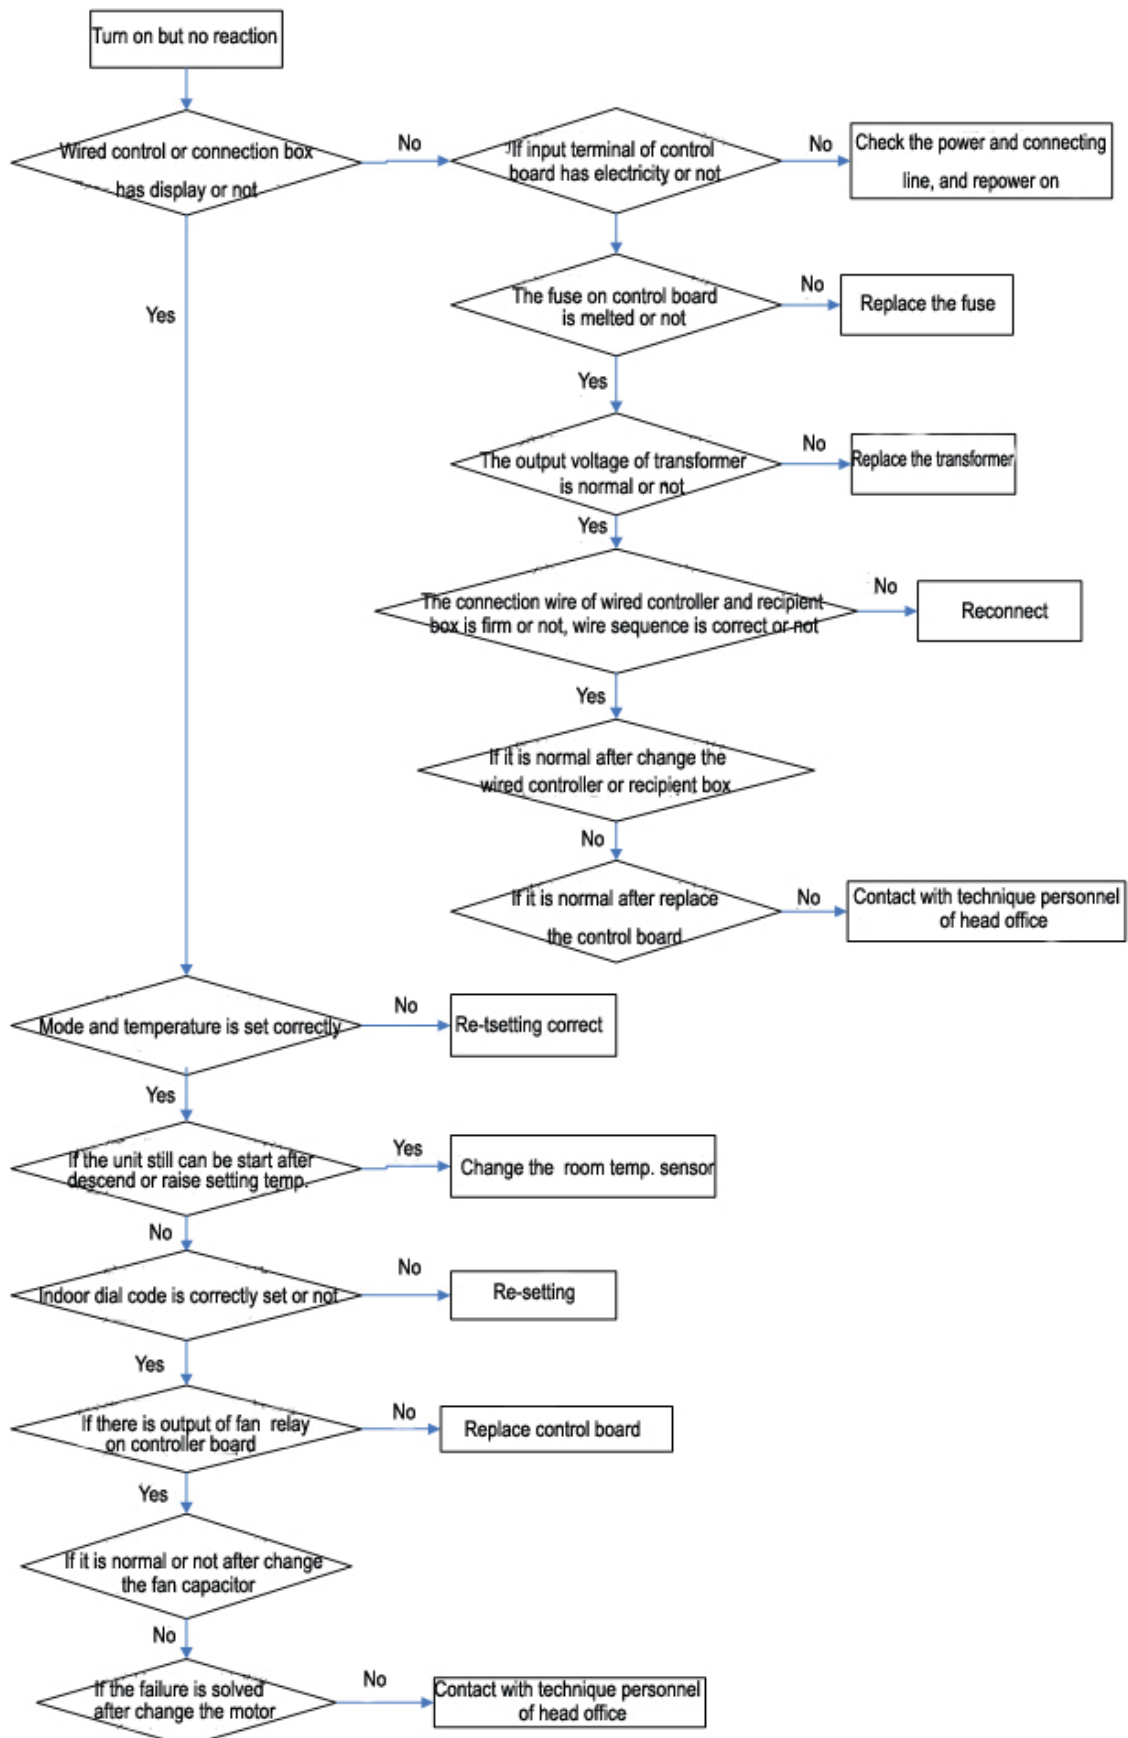 Turn on but no reaction
Wired control or connection box
has display or not
No
If input terminal of control
board has electricity or not
No
Check the power and connecting
line, and repower on
Yes
The fuse on control board
is melted or not
No
Replace the fuse
Yes
The output voltage of transformer
is normal or not
No
Replace the transformer
Yes
The connection wire of wired controller and recipient
box is firm or not, wire sequence is correct or not
No
Reconnect
Yes
If it is normal after change the
wired controller or recipient box
No
If it is normal after replace
the control board
No
Contact with technique personnel
of head office
Mode and temperature is set correctly
No
Re-tsetting correct
Yes
If the unit still can be start after
descend or raise setting temp.
Yes
Change the room temp. sensor
No
Indoor dial code is correctly set or not
No
Re-setting
Yes
If there is output of fan relay
on controller board
No
Replace control board
Yes
If it is normal or not after change
the fan capacitor
No
If the failure is solved
after change the motor
No
Contact with technique personnel
of head office